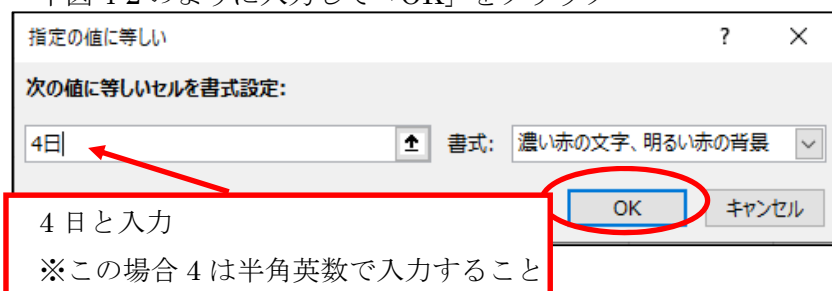 指定の値に等しい ? ×
次の値に等しいセルを書式設定:
4日 書式: 濃い赤の文字、明るい赤の背景
OK キャンセル
4 日と入力
※この場合 4 は半角英数で入力すること